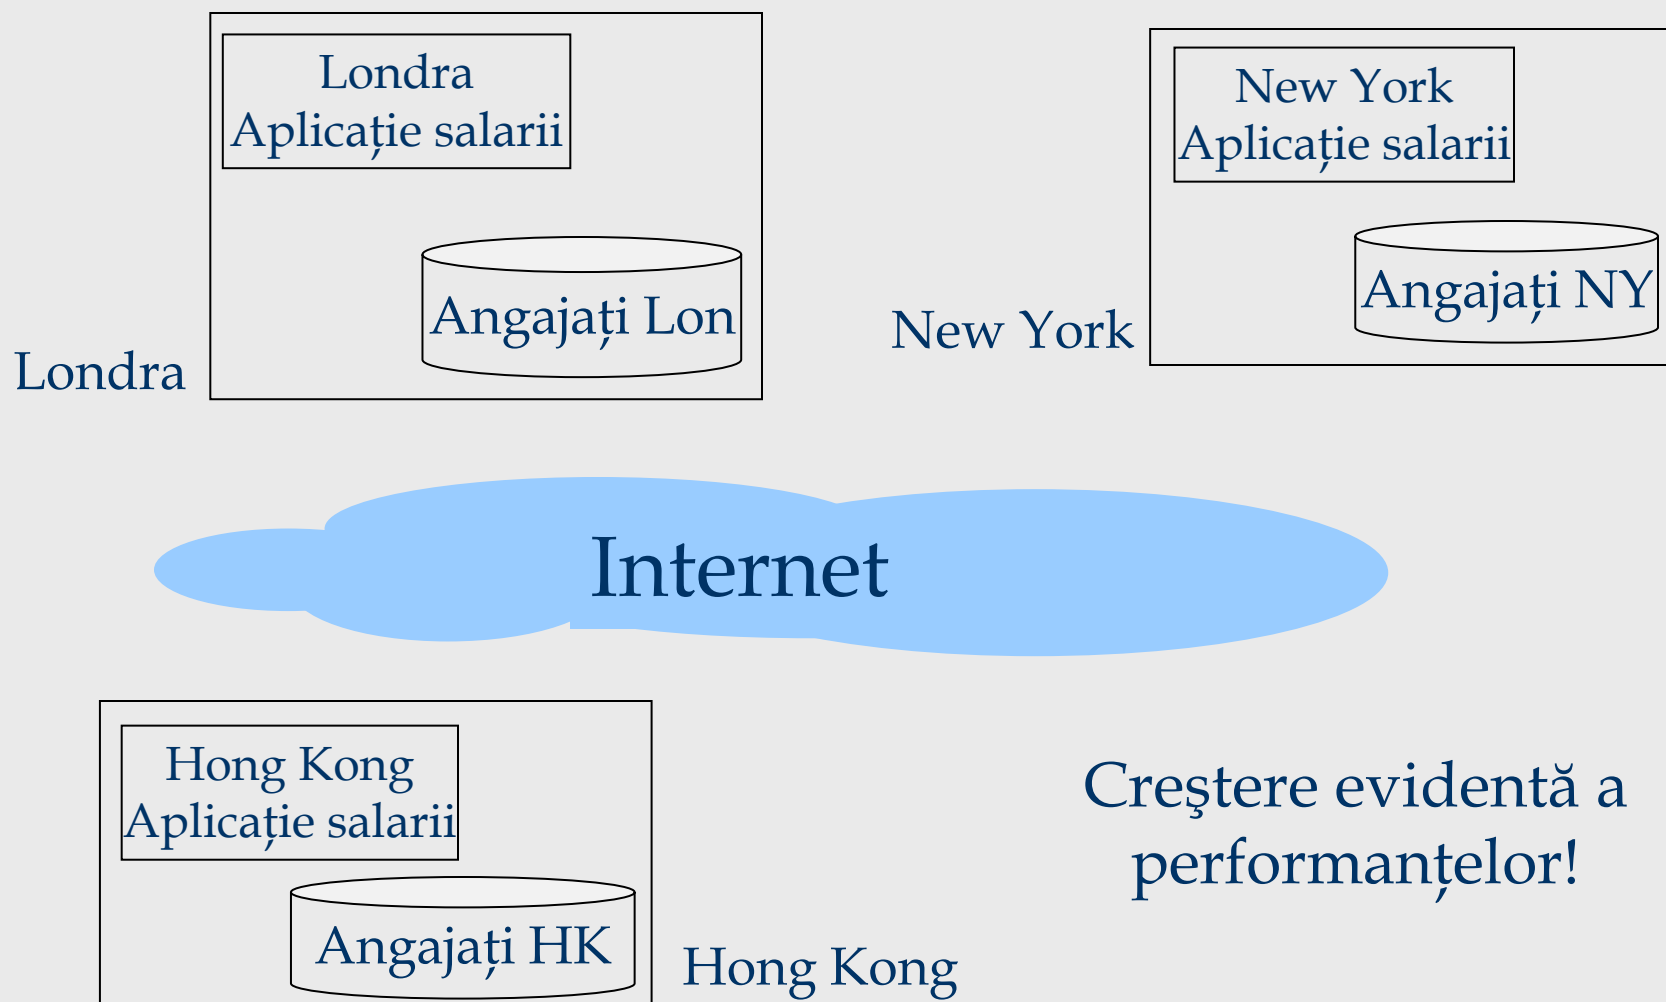 Londra
Aplicație salarii
Angajați Lon
Londra
New York
Aplicație salarii
Angajați NY
New York
Internet
Hong Kong
Aplicație salarii
Angajați HK
Hong Kong
Creştere evidentă a
performanțelor!